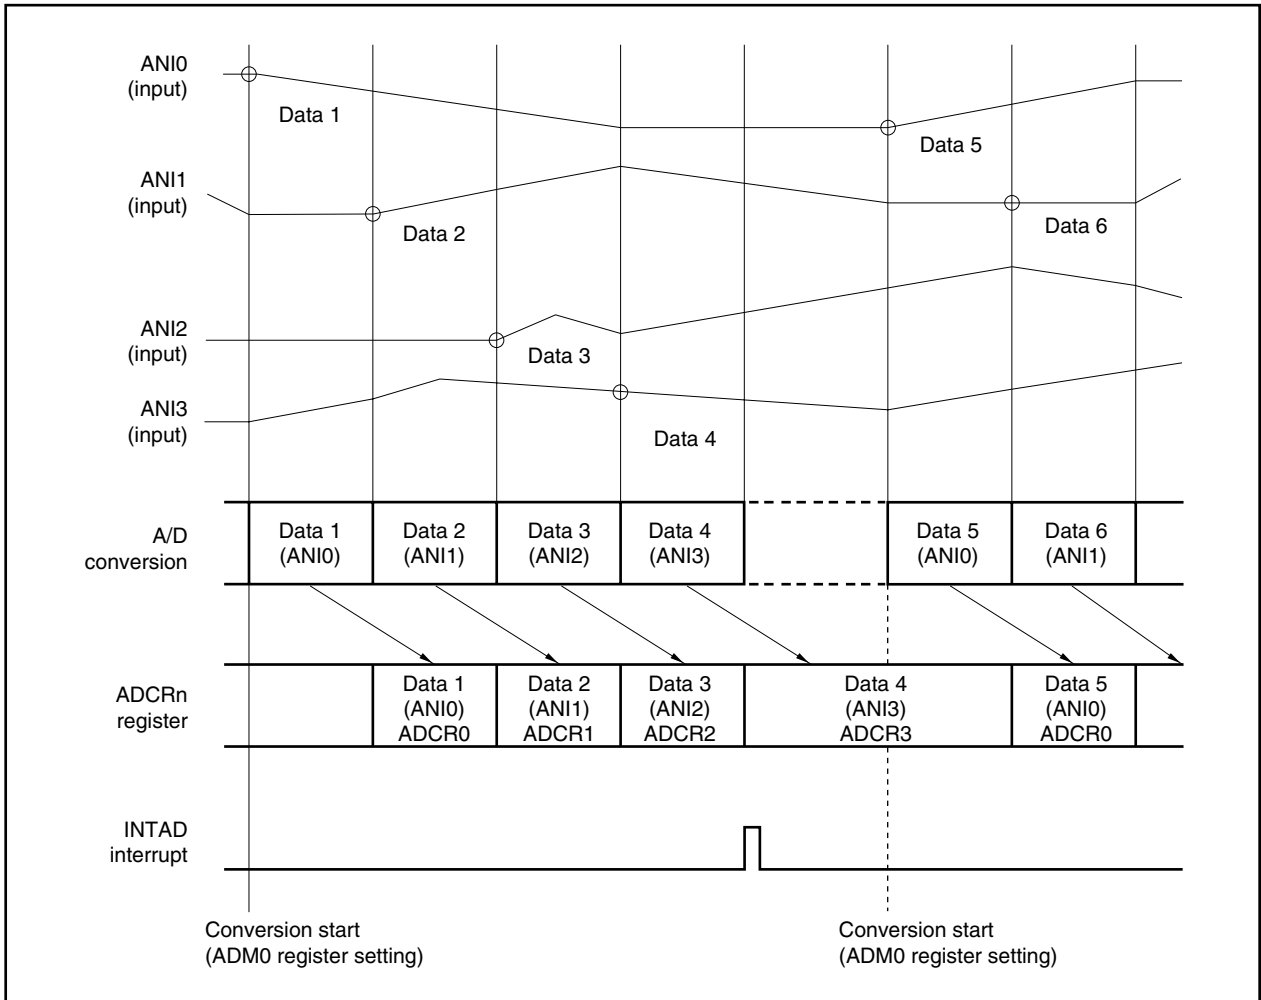 ANI0
(input)
Data 1
Data 5
ANI1
(input)
Data 2
Data 6
ANI2
(input)
Data 3
ANI3
(input)
Data 4
A/D
conversion
Data 1
(ANI0)
Data 2
(ANI1)
Data 3
(ANI2)
Data 4
(ANI3)
Data 5
(ANI0)
Data 6
(ANI1)
ADCRn
register
Data 1
(ANI0)
ADCR0
Data 2
(ANI1)
ADCR1
Data 3
(ANI2)
ADCR2
Data 4
(ANI3)
ADCR3
Data 5
(ANI0)
ADCR0
INTAD
interrupt
Conversion start
(ADM0 register setting)
Conversion start
(ADM0 register setting)